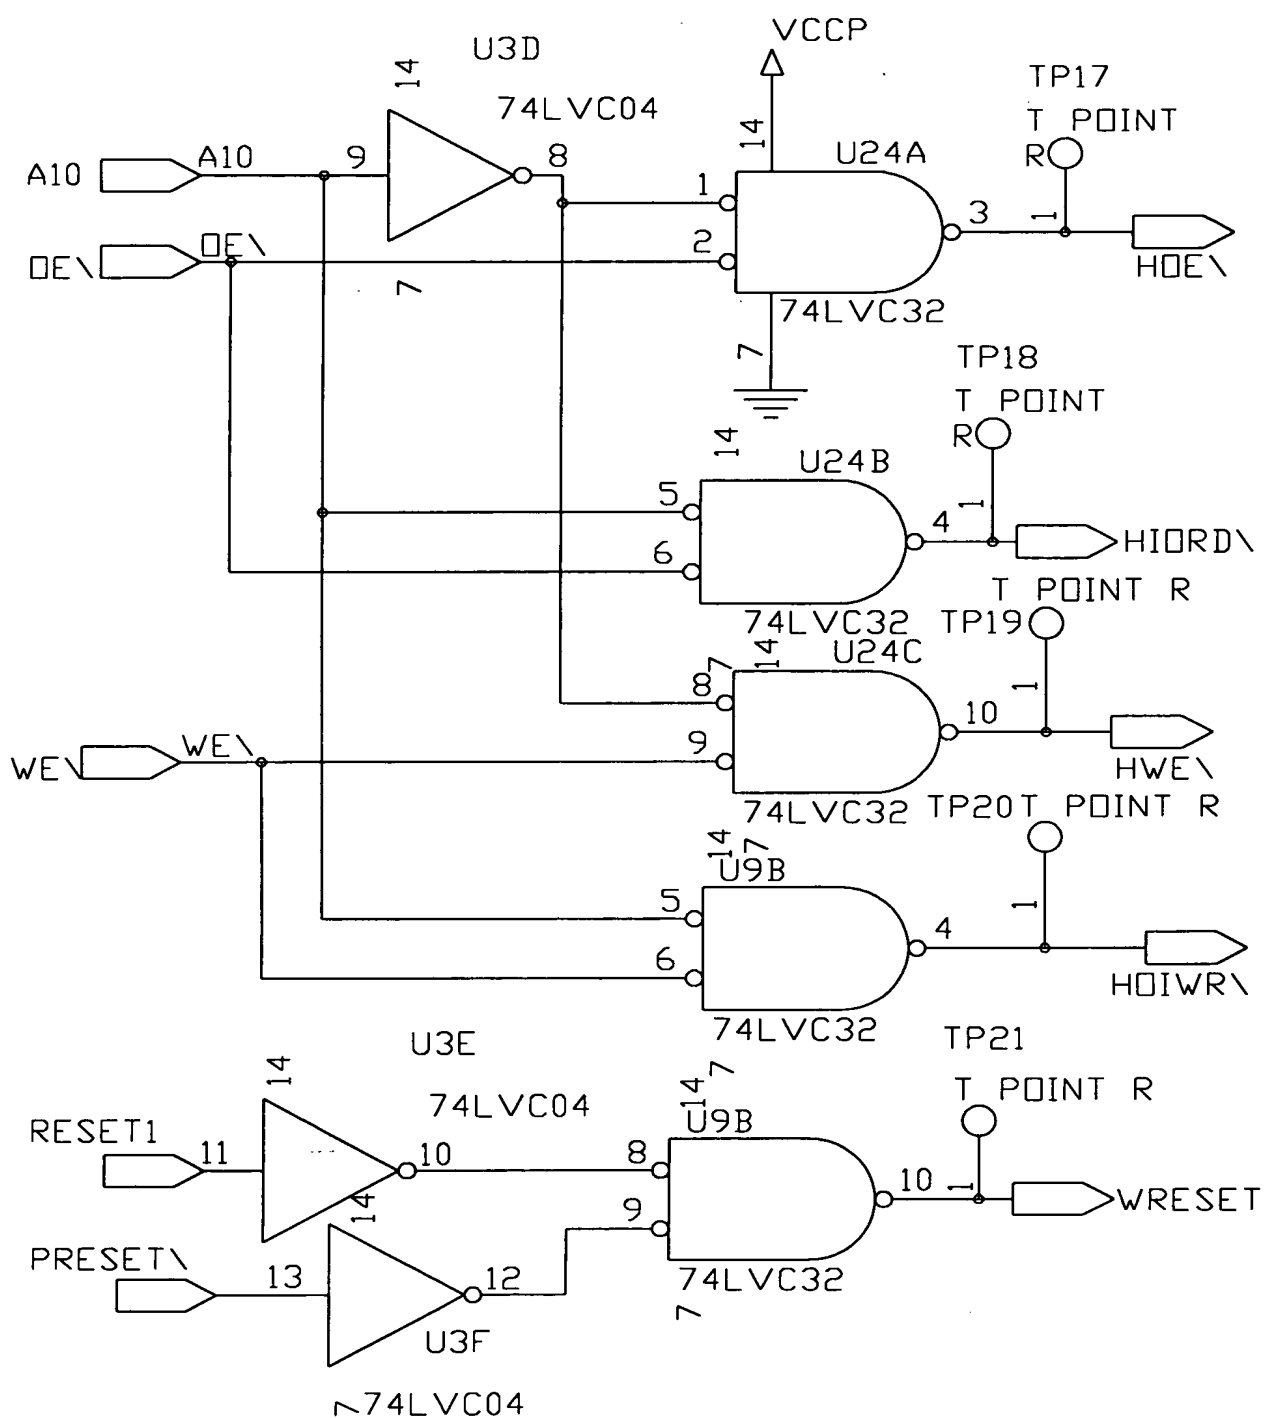 VCCP
U3D
14
74LVC04
TP17
T POINT
R
14
U24A
A10
A10
9
8
1
3
1
OE\
OE\
2
HOE\
7
74LVC32
7
TP18
T POINT
R
14
U24B
5
4
1
HIORD\
6
T POINT R
74LVC32
TP19
7
14
U24C
8
10
1
WE\
WE\
9
HWE\
74LVC32
TP20
T POINT R
14
7
U9B
5
4
1
6
HOIWR\
74LVC32
U3E
TP21
14
74LVC04
14
7
T POINT R
U9B
RESET1
11
10
8
10
1
WRESET
14
9
PRESET\
13
12
74LVC32
7
U3F
7
74LVC04